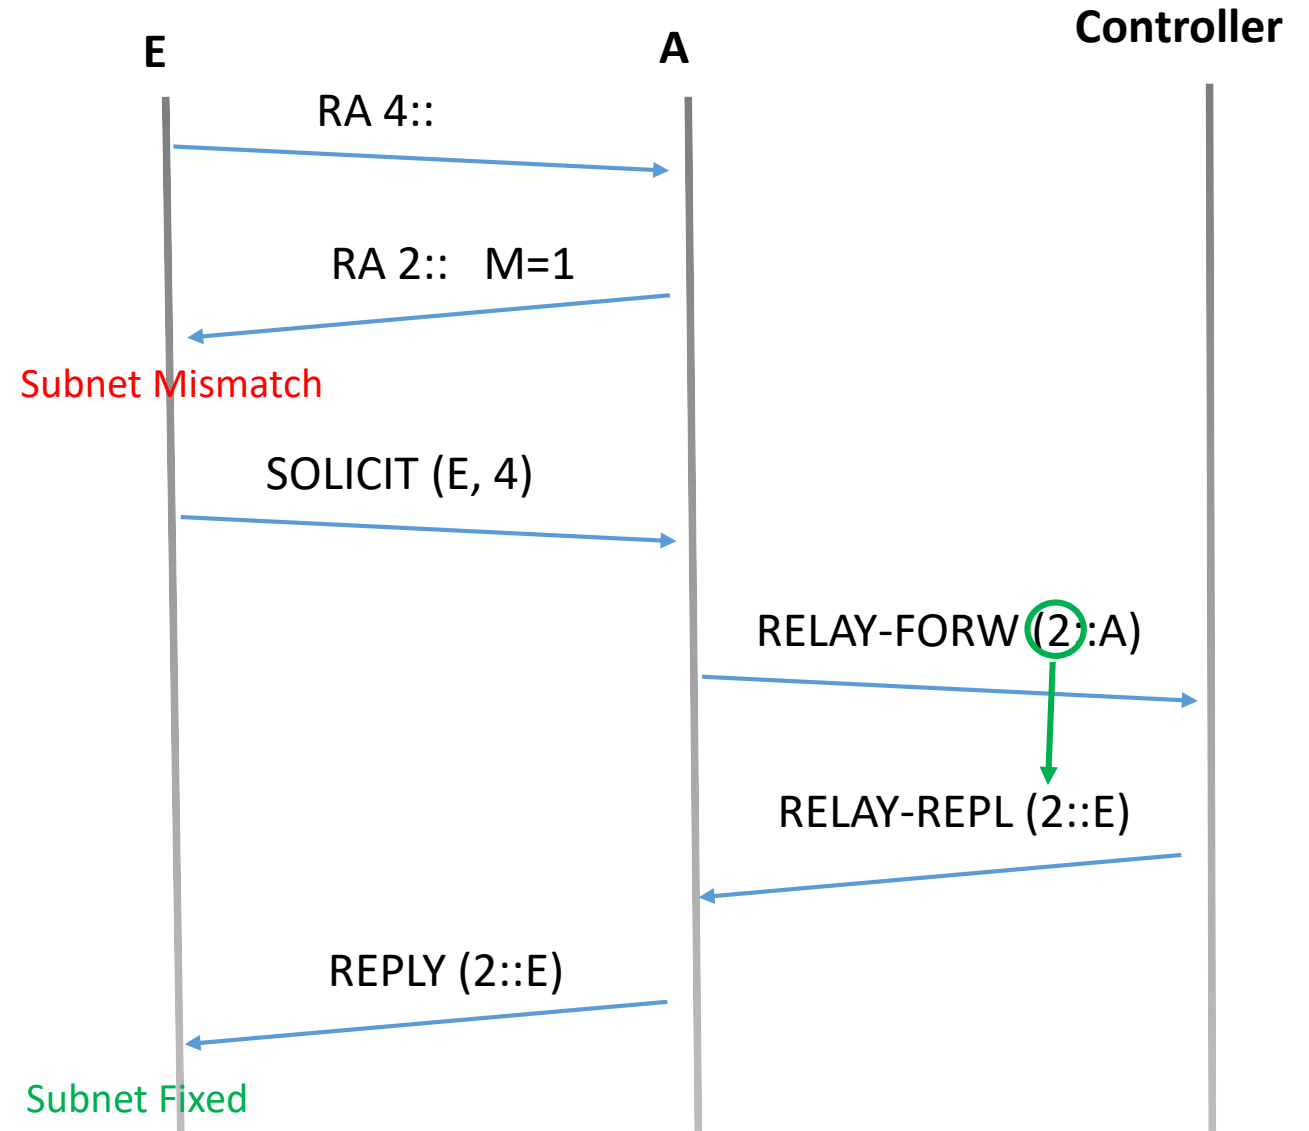 E
A
Controller
RA 4::
RA 2:: M=1
Subnet Mismatch
SOLICIT (E, 4)
RELAY-FORW (2::A)
RELAY-REPL (2::E)
REPLY (2::E)
Subnet Fixed